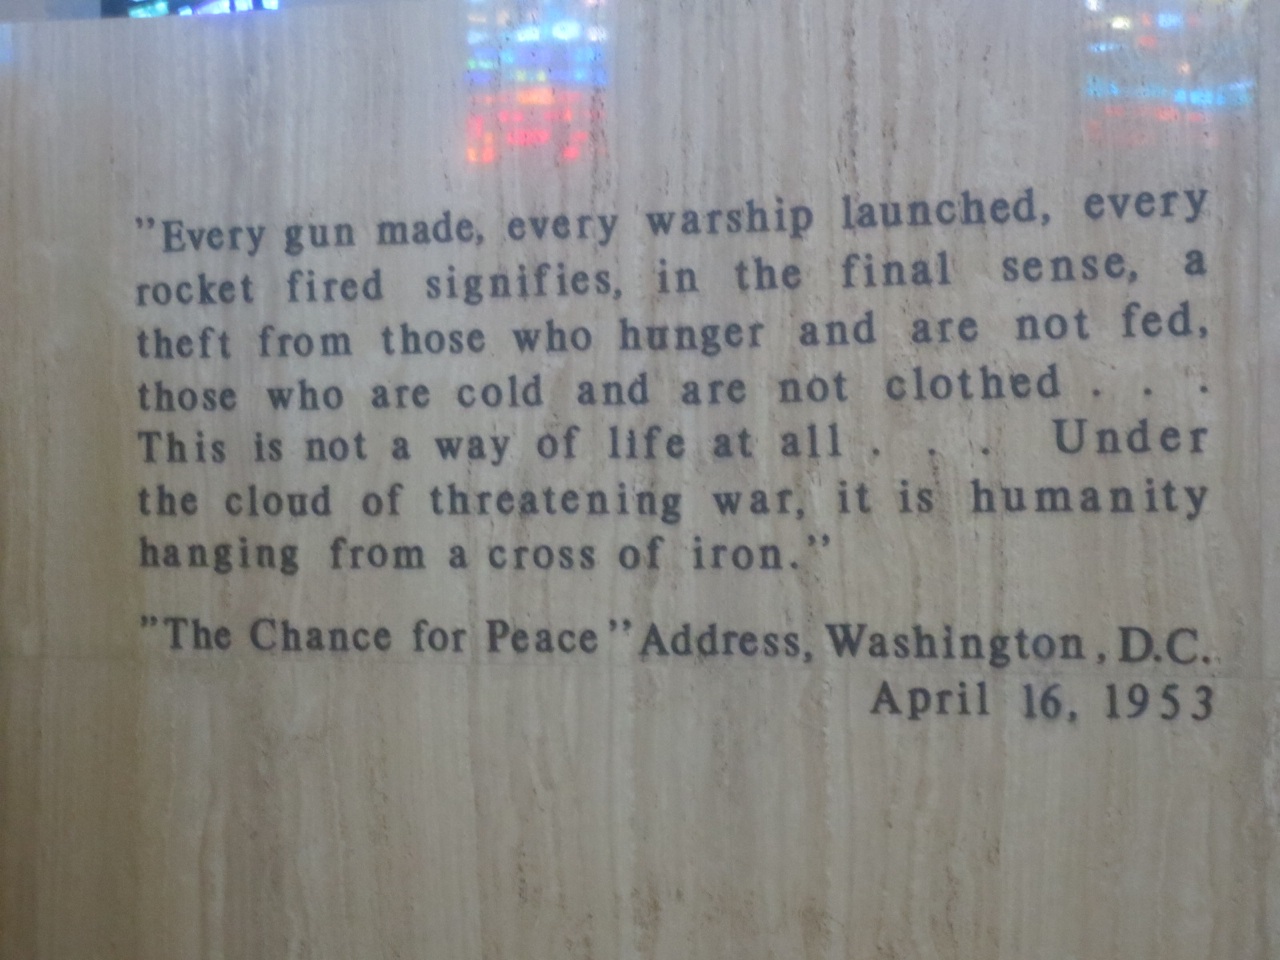 ”Every gun made, every warship launched, every
rocket fired signifies, in the final sense, a
theft from those who hunger and are not fed,
those who are cold and are not clothed . . .
This is not a way of life at all . . . Under
the cloud of threatening war, it is humanity
hanging from a cross of iron.”
”The Chance for Peace” Address, Washington, D.C.
April 16, 1953